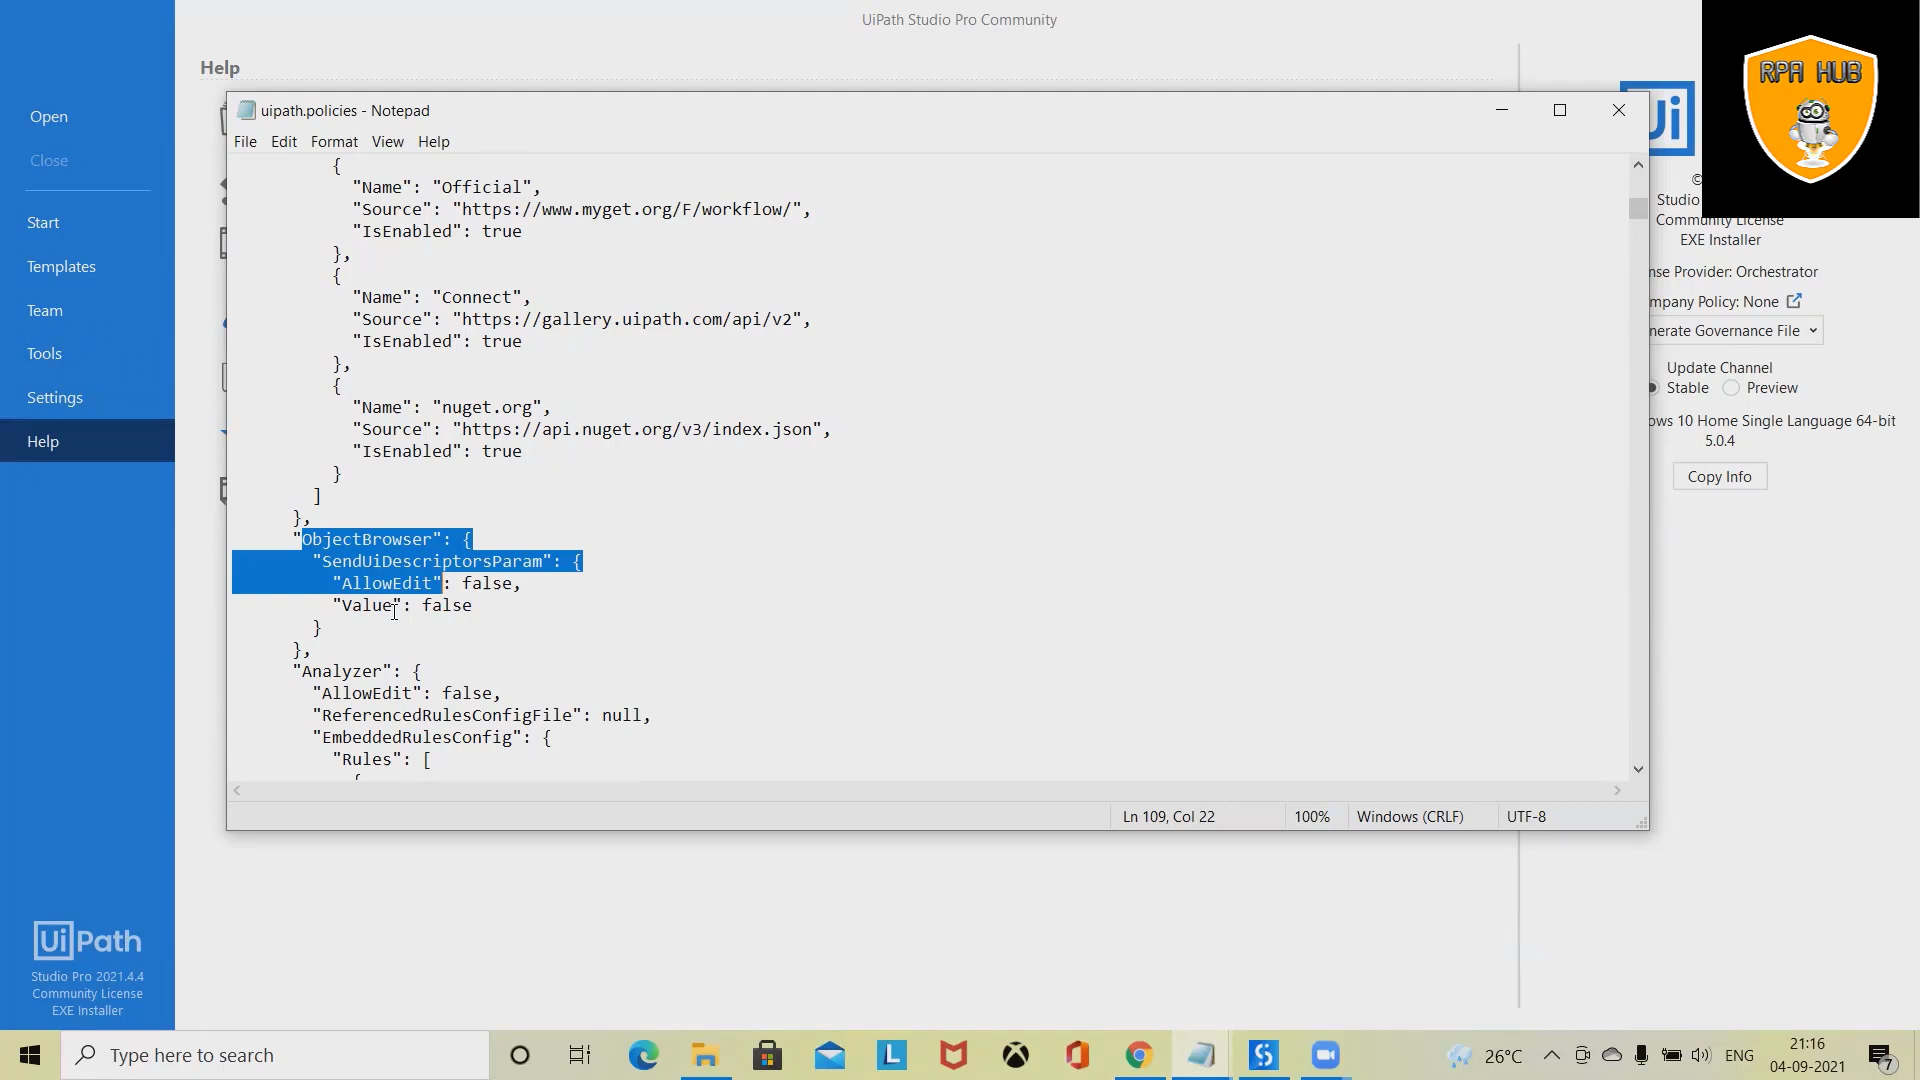 UiPath Studio Pro Community
Help
Open
Close
Start
Templates
Team
Tools
Settings
Help
UiPath
Studio Pro 2021.4.4
Community License
EXE Installer
uipath.policies - Notepad
File Edit Format View Help
{
"Name": "Official",
"Source": "https://www.myget.org/F/workflow/",
"IsEnabled": true
},
{
"Name": "Connect",
"Source": "https://gallery.uipath.com/api/v2",
"IsEnabled": true
},
{
"Name": "nuget.org",
"Source": "https://api.nuget.org/v3/index.json",
"IsEnabled": true
}
]
},
"ObjectBrowser": {
"SendUiDescriptorsParam": {
"AllowEdit": false,
"Value": false
}
},
"Analyzer": {
"AllowEdit": false,
"ReferencedRulesConfigFile": null,
"EmbeddedRulesConfig": {
"Rules": [
{
Ln 109, Col 22 100% Windows (CRLF) UTF-8
RPA HUB
Ui
©
Studio
Community License
EXE Installer
nse Provider: Orchestrator
mpany Policy: None
nerate Governance File
Update Channel
Stable Preview
ows 10 Home Single Language 64-bit
5.0.4
Copy Info
Type here to search
L
26°C ENG 21:16
04-09-2021
7